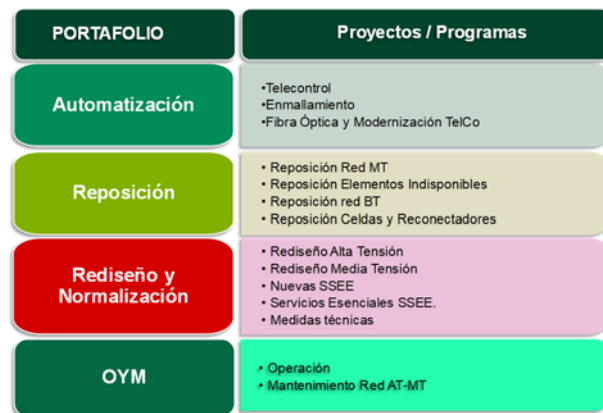 PORTAFOLIO
Proyectos / Programas
Automatización
•Telecontrol
•Enmallamiento
•Fibra Óptica y Modernización TelCo
Reposición
• Reposición Red MT
• Reposición Elementos Indisponibles
• Reposición red BT
• Reposición Celdas y Reconectadores
Rediseño y
Normalización
• Rediseño Alta Tensión
• Rediseño Media Tensión
• Nuevas SSEE
• Servicios Esenciales SSEE.
• Medidas técnicas
OYM
• Operación
• Mantenimiento Red AT-MT